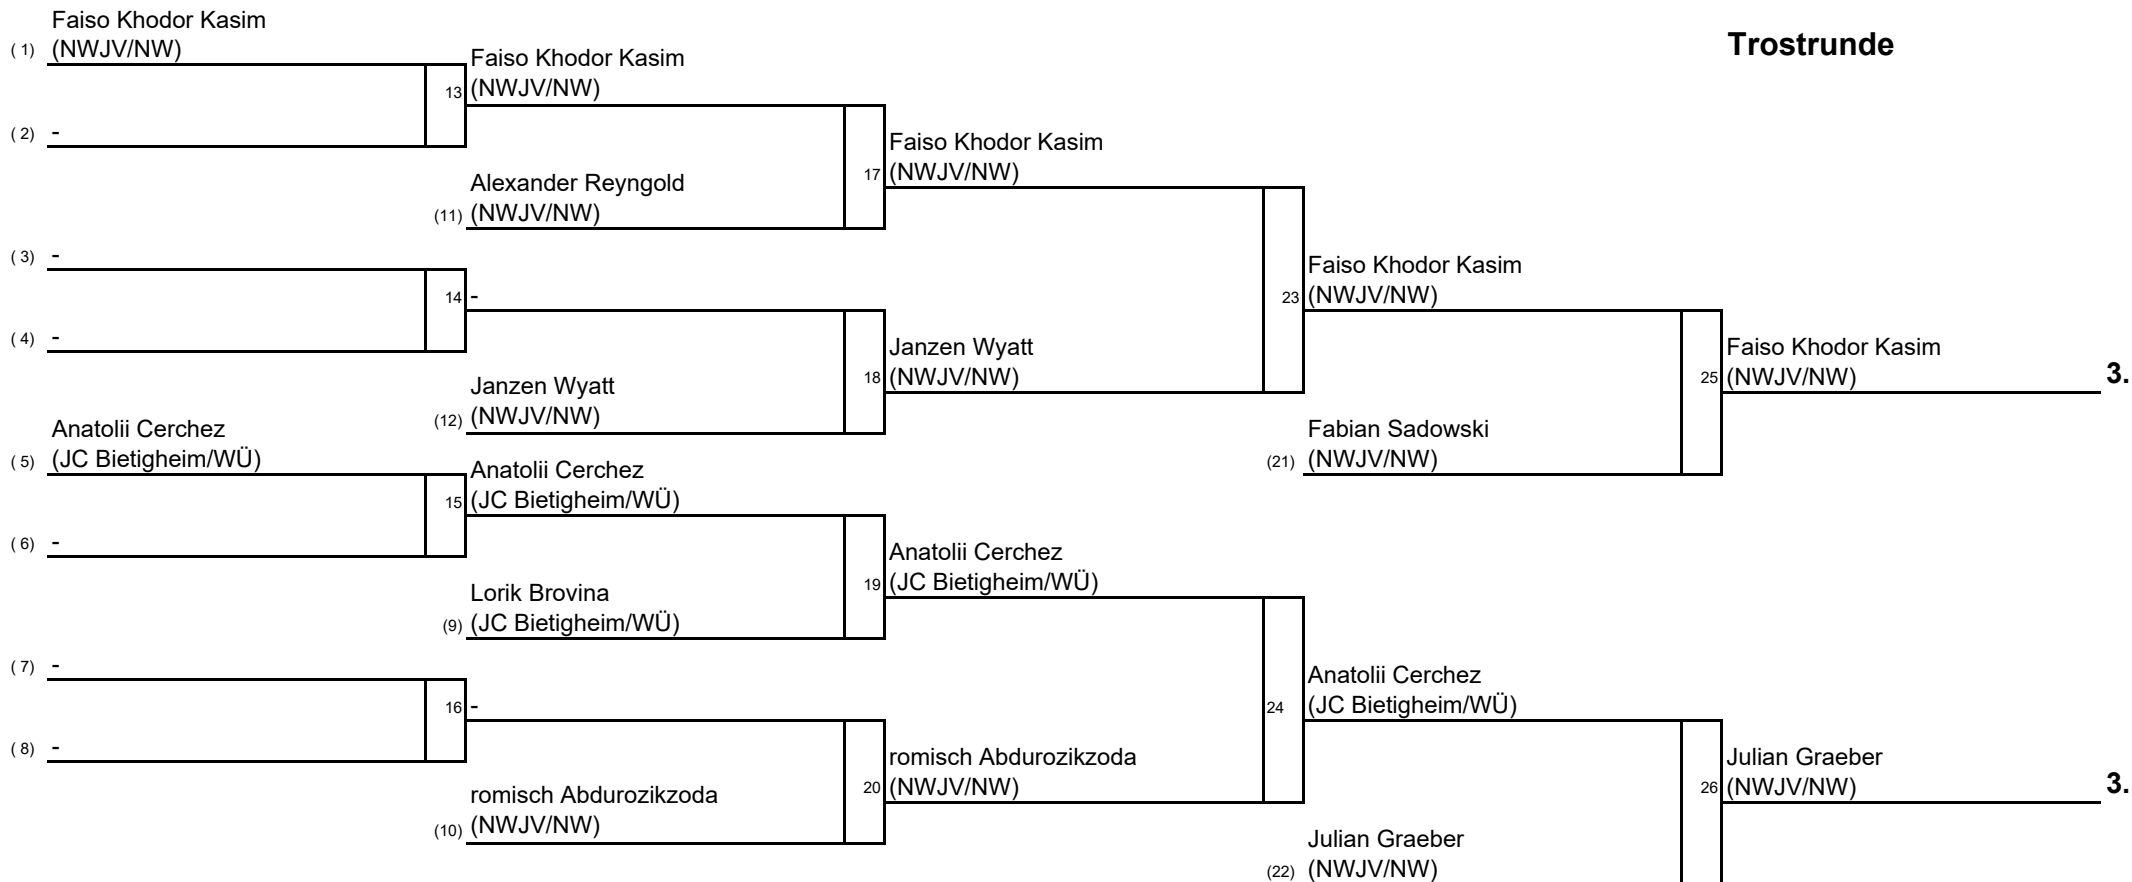 Trostrunde
Faiso Khodor Kasim
( 1) (NWJV/NW)
( 2) -
( 3) -
( 4) -
Anatolii Cerchez
( 5) (JC Bietigheim/WÜ)
( 6) -
( 7) -
( 8) -
Faiso Khodor Kasim
13 (NWJV/NW)
Alexander Reyngold
(11) (NWJV/NW)
14 -
Janzen Wyatt
(12) (NWJV/NW)
Anatolii Cerchez
15 (JC Bietigheim/WÜ)
Lorik Brovina
(9) (JC Bietigheim/WÜ)
16 -
romisch Abdurozikzoda
(10) (NWJV/NW)
Faiso Khodor Kasim
17 (NWJV/NW)
Janzen Wyatt
18 (NWJV/NW)
Anatolii Cerchez
19 (JC Bietigheim/WÜ)
romisch Abdurozikzoda
20 (NWJV/NW)
Faiso Khodor Kasim
23 (NWJV/NW)
Fabian Sadowski
(21) (NWJV/NW)
Anatolii Cerchez
24 (JC Bietigheim/WÜ)
Julian Graeber
(22) (NWJV/NW)
Faiso Khodor Kasim
25 (NWJV/NW) 3.
Julian Graeber
26 (NWJV/NW) 3.